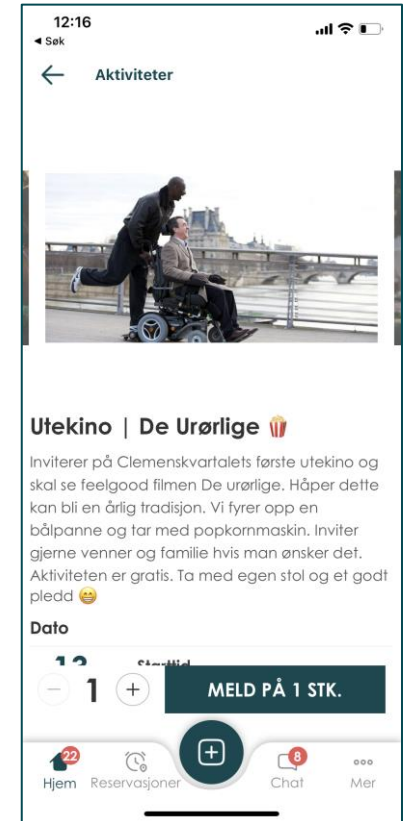 12:16
◄ Søk
Aktiviteter
Utekino | De Urørlige 🍿
Inviterer på Clemenskvartalets første utekino og
skal se feelgood filmen De urørlige. Håper dette
kan bli en årlig tradisjon. Vi fyrer opp en
bålpanne og tar med popkornmaskin. Inviter
gjerne venner og familie hvis man ønsker det.
Aktiviteten er gratis. Ta med egen stol og et godt
pledd 😁
Dato
Starttid
1
MELD PÅ 1 STK.
22
8
Hjem Reservasjoner Chat Mer